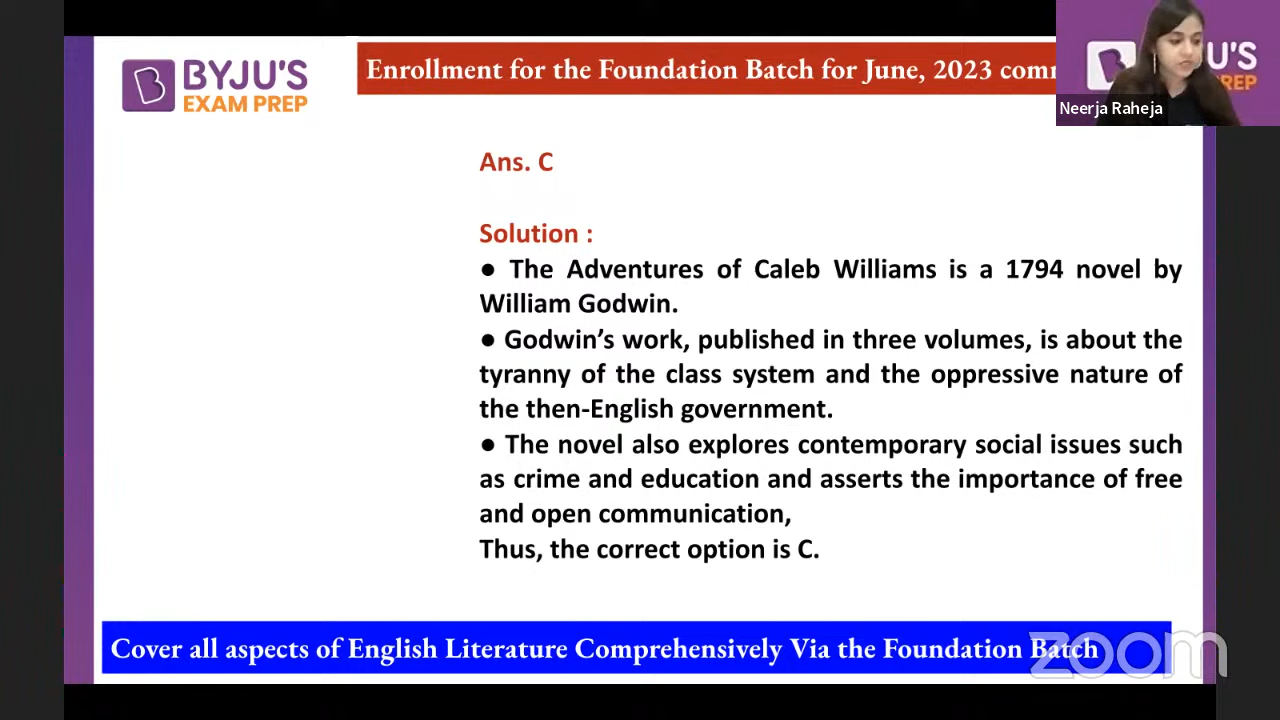 BYJU'S
EXAM PREP
Enrollment for the Foundation Batch for June, 2023
U'S
EP
Neerja Raheja
Ans. C
Solution :
● The Adventures of Caleb Williams is a 1794 novel by
William Godwin.
● Godwin’s work, published in three volumes, is about the
tyranny of the class system and the oppressive nature of
the then-English government.
● The novel also explores contemporary social issues such
as crime and education and asserts the importance of free
and open communication,
Thus, the correct option is C.
Cover all aspects of English Literature Comprehensively Via the Foundation Batch
zoom